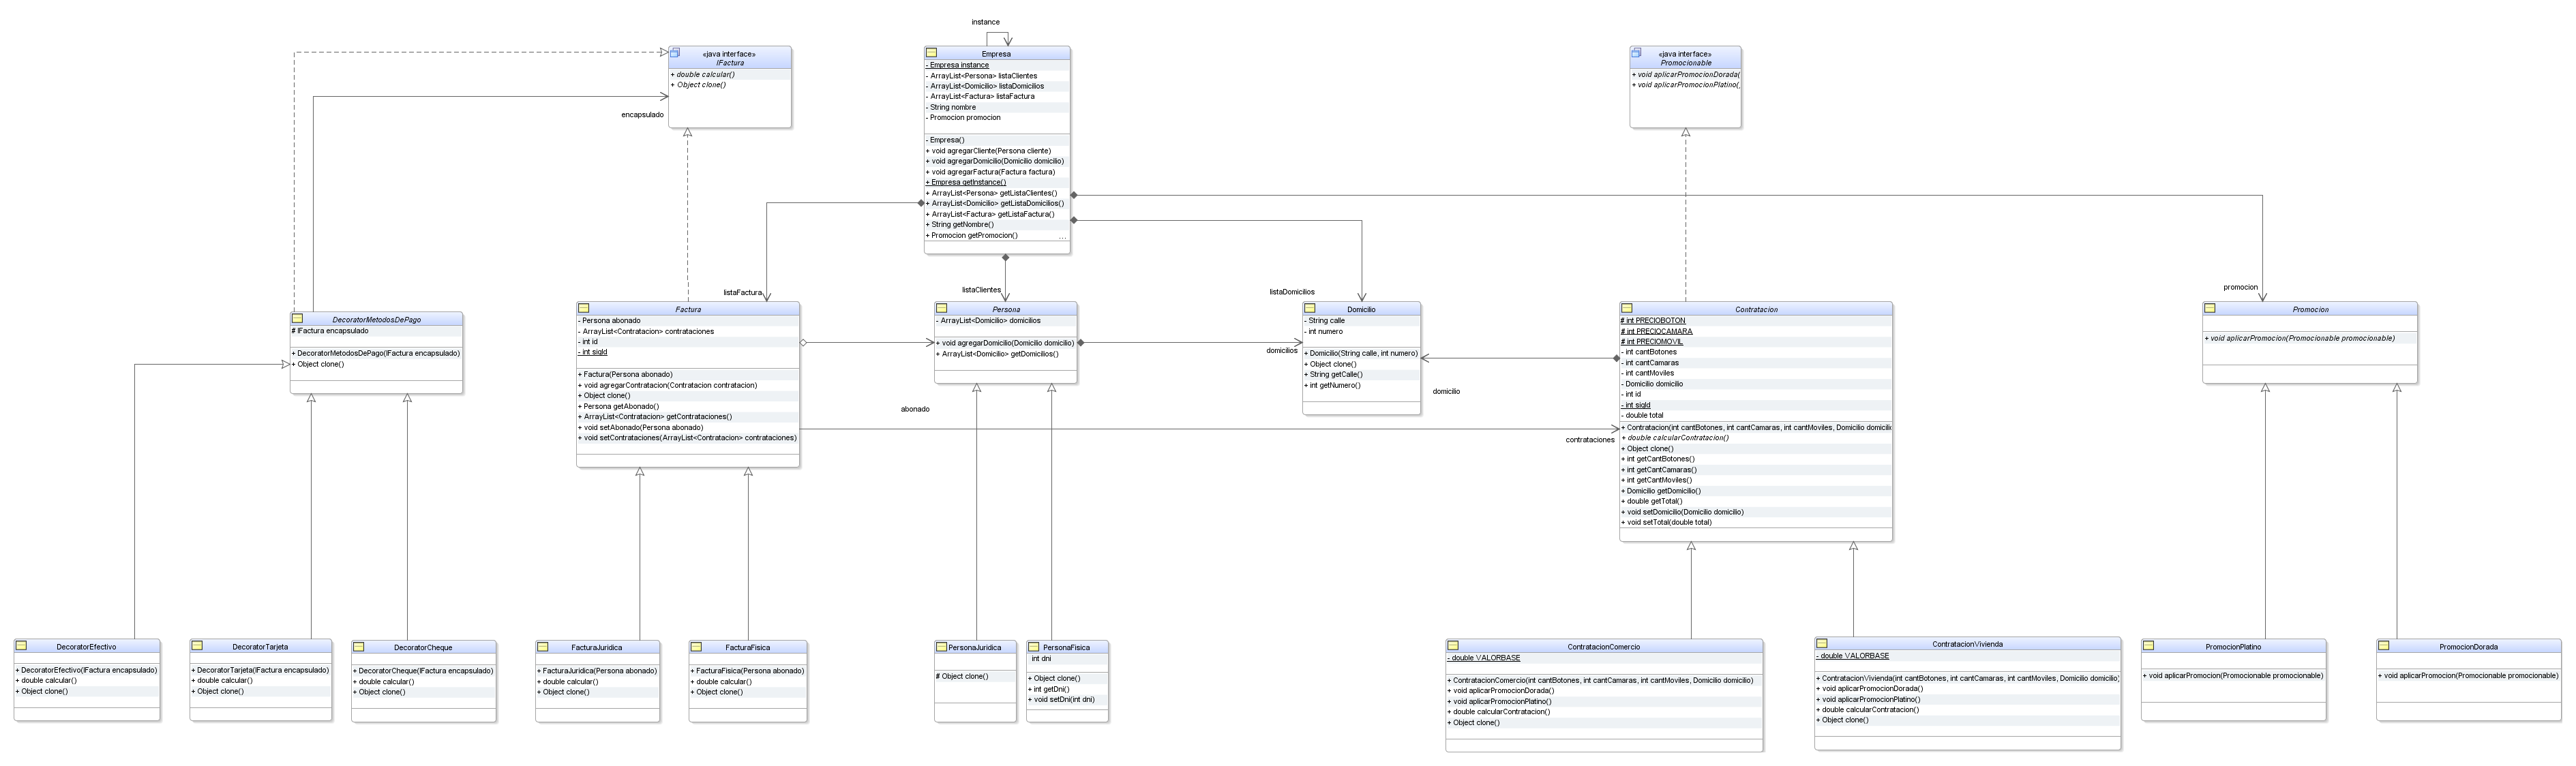 instance
«java interface»
IFactura
+ double calcular()
+ Object clone()
encapsulado
Empresa
- Empresa instance
- ArrayList<Persona> listaClientes
- ArrayList<Domicilio> listaDomicilios
- ArrayList<Factura> listaFactura
- String nombre
- Promocion promocion
- Empresa()
+ void agregarCliente(Persona cliente)
+ void agregarDomicilio(Domicilio domicilio)
+ void agregarFactura(Factura factura)
+ Empresa getInstance()
+ ArrayList<Persona> getListaClientes()
+ ArrayList<Domicilio> getListaDomicilios()
+ ArrayList<Factura> getListaFactura()
+ String getNombre()
+ Promocion getPromocion() ...
«java interface»
Promocionable
+ void aplicarPromocionDorada(
+ void aplicarPromocionPlatino(
listaFactura
listaClientes
listaDomicilios
promocion
DecoratorMetodosDePago
# IFactura encapsulado
+ DecoratorMetodosDePago(IFactura encapsulado)
+ Object clone()
Factura
- Persona abonado
- ArrayList<Contratacion> contrataciones
- int id
- int sigId
+ Factura(Persona abonado)
+ void agregarContratacion(Contratacion contratacion)
+ Object clone()
+ Persona getAbonado()
+ ArrayList<Contratacion> getContrataciones()
+ void setAbonado(Persona abonado)
+ void setContrataciones(ArrayList<Contratacion> contrataciones)
abonado
Persona
- ArrayList<Domicilio> domicilios
+ void agregarDomicilio(Domicilio domicilio)
+ ArrayList<Domicilio> getDomicilios()
domicilios
Domicilio
- String calle
- int numero
+ Domicilio(String calle, int numero)
+ Object clone()
+ String getCalle()
+ int getNumero()
domicilio
contrataciones
Contratacion
# int PRECIOBOTON
# int PRECIOCAMARA
# int PRECIOMOVIL
- int cantBotones
- int cantCamaras
- int cantMoviles
- Domicilio domicilio
- int id
- int sigId
- double total
+ Contratacion(int cantBotones, int cantCamaras, int cantMoviles, Domicilio domicili
+ double calcularContratacion()
+ Object clone()
+ int getCantBotones()
+ int getCantCamaras()
+ int getCantMoviles()
+ Domicilio getDomicilio()
+ double getTotal()
+ void setDomicilio(Domicilio domicilio)
+ void setTotal(double total)
Promocion
+ void aplicarPromocion(Promocionable promocionable)
DecoratorEfectivo
+ DecoratorEfectivo(IFactura encapsulado)
+ double calcular()
+ Object clone()
DecoratorTarjeta
+ DecoratorTarjeta(IFactura encapsulado)
+ double calcular()
+ Object clone()
DecoratorCheque
+ DecoratorCheque(IFactura encapsulado)
+ double calcular()
+ Object clone()
FacturaJuridica
+ FacturaJuridica(Persona abonado)
+ double calcular()
+ Object clone()
FacturaFisica
+ FacturaFisica(Persona abonado)
+ double calcular()
+ Object clone()
PersonaJuridica
# Object clone()
PersonaFisica
int dni
+ Object clone()
+ int getDni()
+ void setDni(int dni)
ContratacionComercio
- double VALORBASE
+ ContratacionComercio(int cantBotones, int cantCamaras, int cantMoviles, Domicilio domicilio)
+ void aplicarPromocionDorada()
+ void aplicarPromocionPlatino()
+ double calcularContratacion()
+ Object clone()
ContratacionVivienda
- double VALORBASE
+ ContratacionVivienda(int cantBotones, int cantCamaras, int cantMoviles, Domicilio domicilio)
+ void aplicarPromocionDorada()
+ void aplicarPromocionPlatino()
+ double calcularContratacion()
+ Object clone()
PromocionPlatino
+ void aplicarPromocion(Promocionable promocionable)
PromocionDorada
+ void aplicarPromocion(Promocionable promocionable)